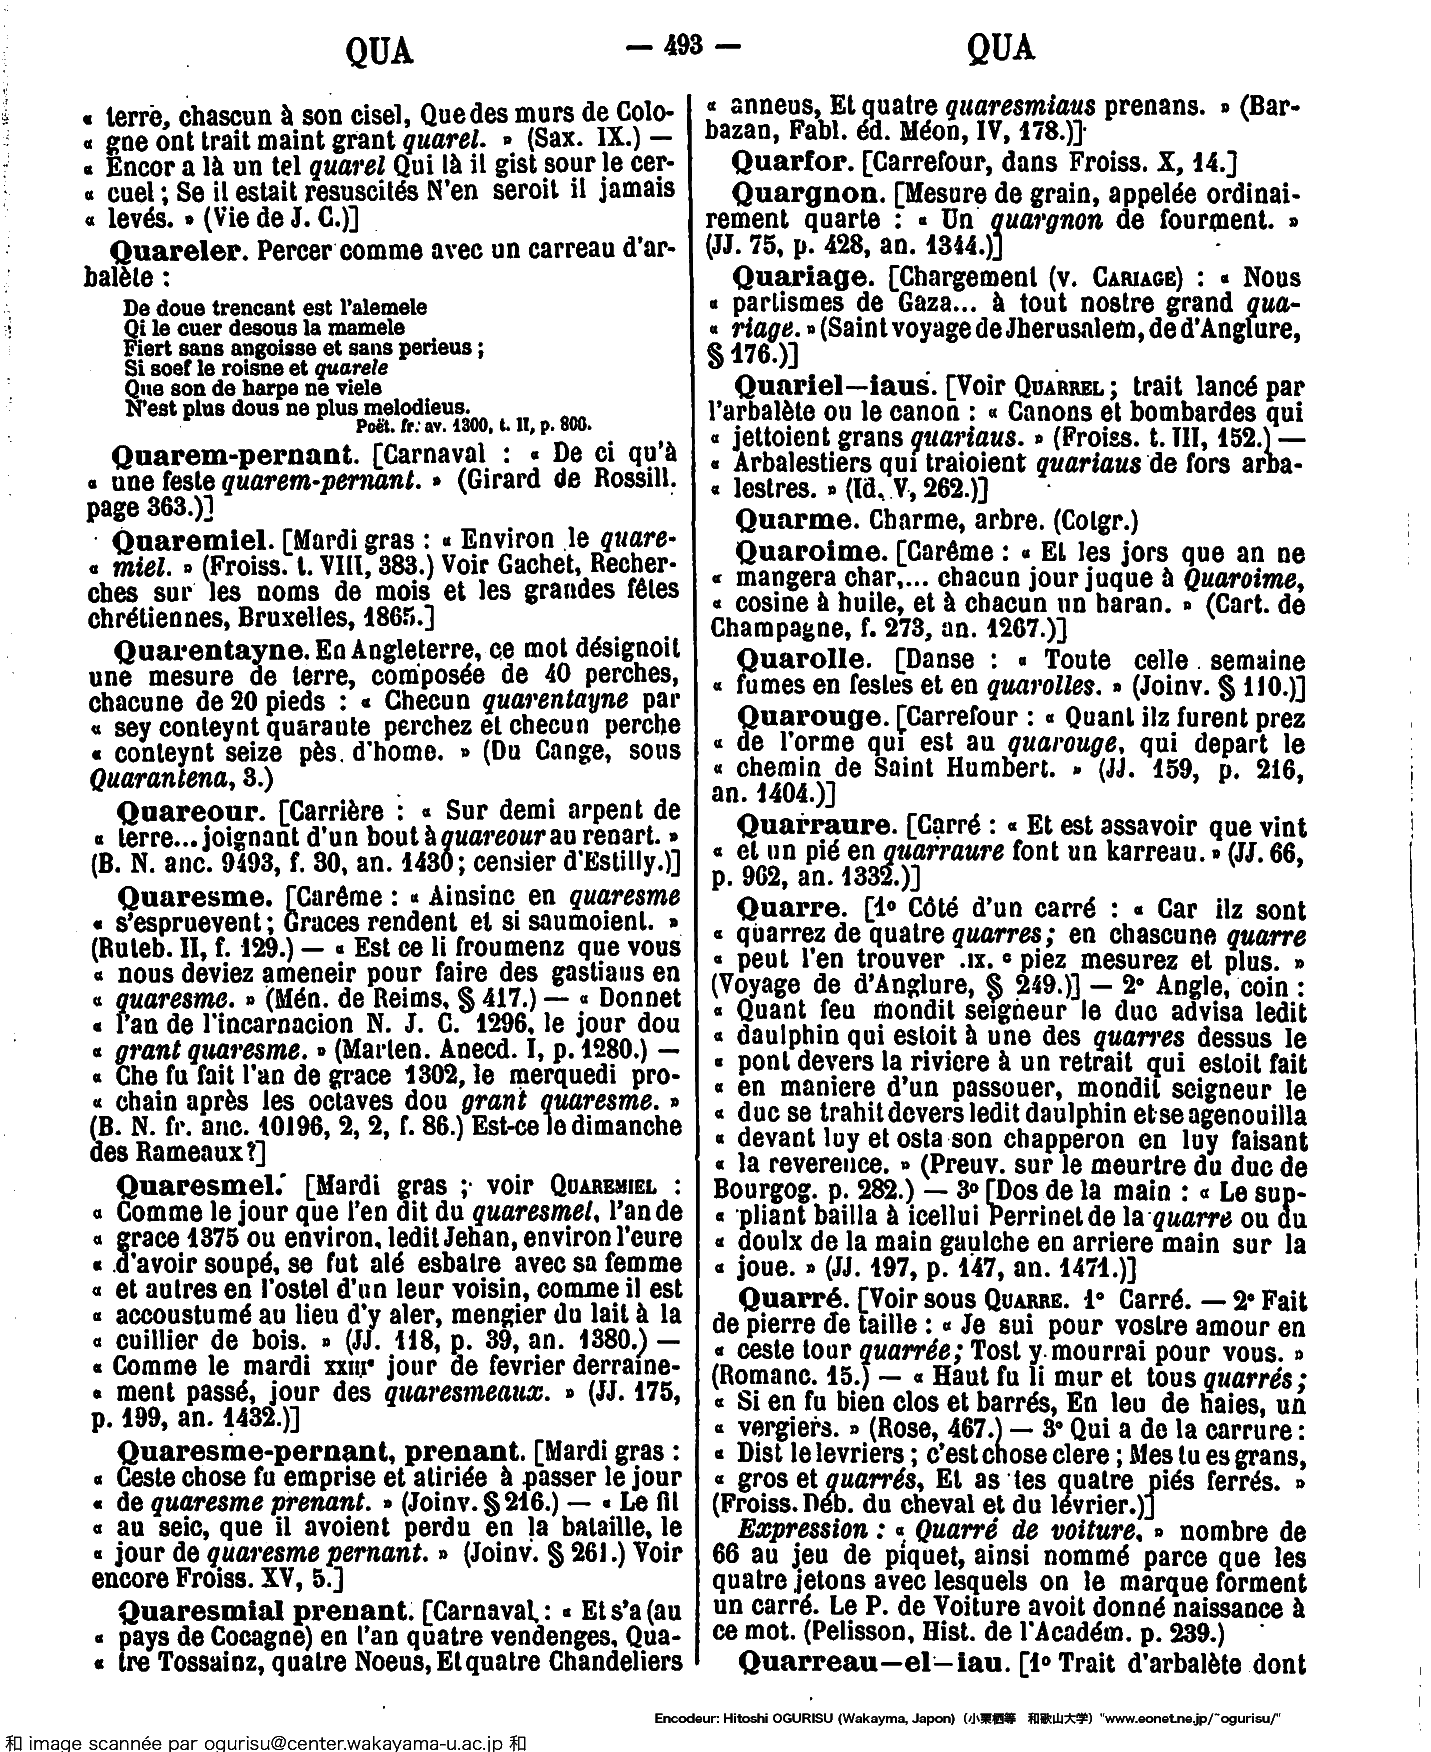 QUA — 493 — QUA
« terre, chascun à son cisel, Que des murs de Colo-
« gne ont trait maint grant quarel. » (Sax. IX.) —
« Encor a là un tel quarel Qui là il gist sour le cer-
« cuel ; Se il estait resuscités N'en seroit il jamais
« levés. » (Vie de J. C.)]
Quareler. Percer comme avec un carreau d'ar-
balète :
De doue trencant est l'alemele
Qi le cuer desous la mamele
Fiert sans angoisse et sans perieus ;
Si soef le roisne et quarele
Que son de harpe ne viele
N'est plus dous ne plus melodieus.
Poët. fr. av. 1300, t. II, p. 800.
Quarem-pernant. [Carnaval : « De ci qu'à
« une feste quarem-pernant. » (Girard de Rossill.
page 363.)]
Quaremiel. [Mardi gras : « Environ le quare-
« miel. » (Froiss. t. VIII, 383.) Voir Gachet, Recher-
ches sur les noms de mois et les grandes fêtes
chrétiennes, Bruxelles, 1865.]
Quarentayne. En Angleterre, ce mot désignoit
une mesure de terre, composée de 40 perches,
chacune de 20 pieds : « Checun quarentayne par
« sey conteynt quarante perchez et checun perche
« conteynt seize pès d'home. » (Du Cange, sous
Quarantena, 3.)
Quareour. [Carrière : « Sur demi arpent de
« terre... joignant d'un bout à quareour au renart. »
(B. N. anc. 9493, f. 30, an. 1430 ; censier d'Estilly.)]
Quaresme. [Carême : « Ainsinc en quaresme
« s'espruevent ; Graces rendent et si saumoient. »
(Ruteb. II, f. 129.) — « Est ce li froumenz que vous
« nous deviez ameneir pour faire des gastiaus en
« quaresme. » (Mén. de Reims, § 417.) — « Donnet
« l'an de l'incarnacion N. J. C. 1296, le jour dou
« grant quaresme. » (Marten. Anecd. I, p. 1280.) —
« Che fu fait l'an de grace 1302, le merquedi pro-
« chain après les octaves dou grant quaresme. »
(B. N. fr. anc. 10196, 2, 2, f. 86.) Est-ce le dimanche
des Rameaux ?]
Quaresmel. [Mardi gras ; voir QUAREMIEL :
« Comme le jour que l'en dit du quaresmel, l'an de
« grace 1375 ou environ, ledit Jehan, environ l'eure
« d'avoir soupé, se fut alé esbatre avec sa femme
« et autres en l'ostel d'un leur voisin, comme il est
« accoustumé au lieu d'y aler, mengier du lait à la
« cuillier de bois. » (JJ. 118, p. 39, an. 1380.) —
« Comme le mardi XXIIIe jour de fevrier derraine-
« ment passé, jour des quaresmeaux. » (JJ. 175,
p. 199, an. 1432.)]
Quaresme-pernant, prenant. [Mardi gras :
« Ceste chose fu emprise et atiriée à passer le jour
« de quaresme prenant. » (Joinv. § 216.) — « Le fil
« au seic, que il avoient perdu en la bataille, le
« jour de quaresme pernant. » (Joinv. § 261.) Voir
encore Froiss. XV, 5.]
Quaresmial prenant. [Carnaval : « Et s'a (au
« pays de Cocagne) en l'an quatre vendenges, Qua-
« tre Tossainz, quatre Noeus, Et quatre Chandeliers
« anneus, Et quatre quaresmiaus prenans. » (Bar-
bazan, Fabl. éd. Méon, IV, 178.)]
Quarfor. [Carrefour, dans Froiss. X, 14.]
Quargnon. [Mesure de grain, appelée ordinai-
rement quarte : « Un quargnon de fourment. »
(JJ. 75, p. 428, an. 1344.)]
Quariage. [Chargement (v. CARIAGE) : « Nous
« partismes de Gaza... à tout nostre grand qua-
« riage. » (Saint voyage de Jherusalem, de d'Anglure,
§ 176.)]
Quariel—iaus. [Voir QUARREL ; trait lancé par
l'arbalète ou le canon : « Canons et bombardes qui
« jettoient grans quariaus. » (Froiss. t. III, 152.) —
« Arbalestiers qui traioient quariaus de fors arba-
« lestres. » (Id. V, 262.)]
Quarme. Charme, arbre. (Cotgr.)
Quaroime. [Carême : « Et les jors que an ne
« mangera char,... chacun jour juque à Quaroime,
« cosine à huile, et à chacun un haran. » (Cart. de
Champagne, f. 273, an. 1267.)]
Quarolle. [Danse : « Toute celle semaine
« fumes en festes et en quarolles. » (Joinv. § 110.)]
Quarouge. [Carrefour : « Quant ilz furent prez
« de l'orme qui est au quarouge, qui depart le
« chemin de Saint Humbert. » (JJ. 159, p. 216,
an. 1404.)]
Quarraure. [Carré : « Et est assavoir que vint
« et un pié en quarraure font un karreau. » (JJ. 66,
p. 902, an. 1332.)]
Quarre. [1o Côté d'un carré : « Car ilz sont
« quarrez de quatre quarres ; en chascune quarre
« peut l'en trouver .IX. c piez mesurez et plus. »
(Voyage de d'Anglure, § 249.)] — 2o Angle, coin :
« Quant feu mondit seigneur le duc advisa ledit
« daulphin qui estoit à une des quarres dessus le
« pont devers la riviere à un retrait qui estoit fait
« en maniere d'un passouer, mondit seigneur le
« duc se trahit devers ledit daulphin et se agenouilla
« devant luy et osta son chapperon en luy faisant
« la reverence. » (Preuv. sur le meurtre du duc de
Bourgog. p. 282.) — 3o [Dos de la main : « Le sup-
« pliant bailla à icellui Perrinet de la quarre ou du
« doulx de la main gaulche en arriere main sur la
« joue. » (JJ. 197, p. 147, an. 1471.)]
Quarré. [Voir sous QUARRE. 1o Carré. — 2o Fait
de pierre de taille : « Je sui pour vostre amour en
« ceste tour quarrée ; Tost y mourrai pour vous. »
(Romanc. 15.) — « Haut fu li mur et tous quarrés ;
« Si en fu bien clos et barrés, En leu de haies, un
« vergiers. » (Rose, 467.) — 3o Qui a de la carrure :
« Dist le levriers ; c'est chose clere ; Mes tu es grans,
« gros et quarrés, Et as tes quatre piés ferrés. »
(Froiss. Déb. du cheval et du lévrier.)]
Expression : « Quarré de voiture, » nombre de
66 au jeu de piquet, ainsi nommé parce que les
quatre jetons avec lesquels on le marque forment
un carré. Le P. de Voiture avoit donné naissance à
ce mot. (Pelisson, Hist. de l'Académ. p. 239.)
Quarreau—el—iau. [1o Trait d'arbalète dont
Encodeur: Hitoshi OGURISU (Wakayma, Japon) (小栗栖等 和歌山大学) "www.eonet.ne.jp/~ogurisu/"
和 image scannée par ogurisu@center.wakayama-u.ac.jp 和